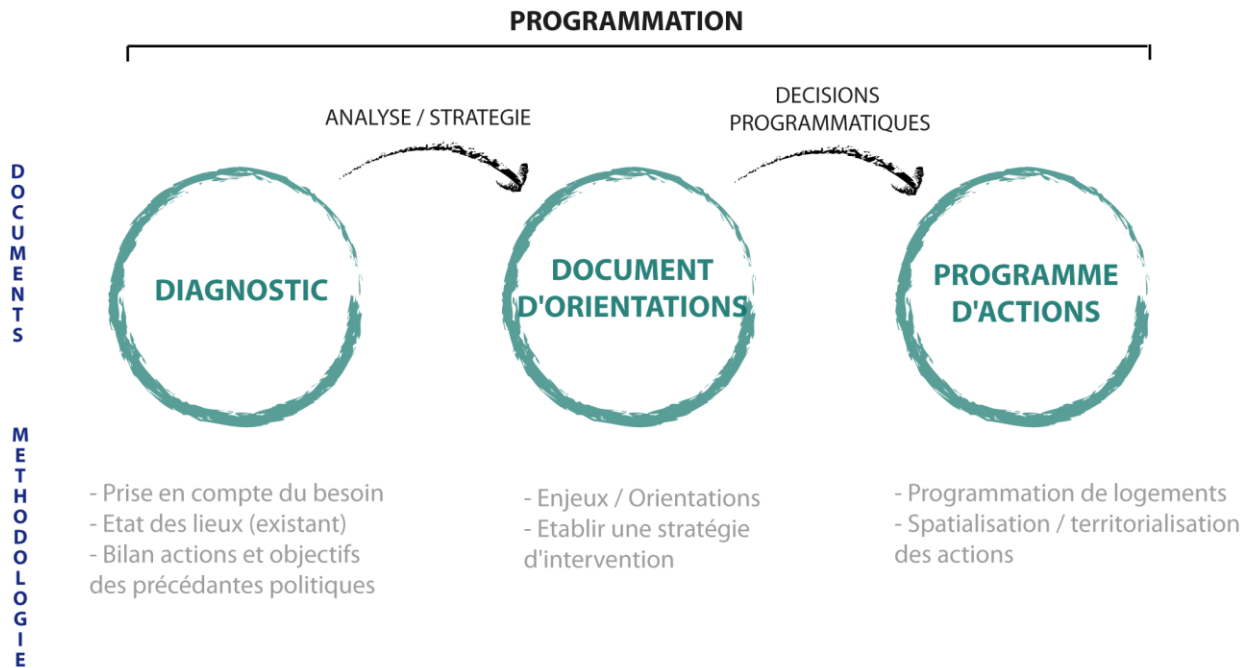 PROGRAMMATION
ANALYSE / STRATEGIE
DECISIONS
PROGRAMMATIQUES
DOCUMENTS
DIAGNOSTIC
DOCUMENT
D'ORIENTATIONS
PROGRAMME
D'ACTIONS
METHODOLOGIE
- Prise en compte du besoin
- Etat des lieux (existant)
- Bilan actions et objectifs
des précédantes politiques
- Enjeux / Orientations
- Etablir une stratégie
d'intervention
- Programmation de logements
- Spatialisation / territorialisation
des actions